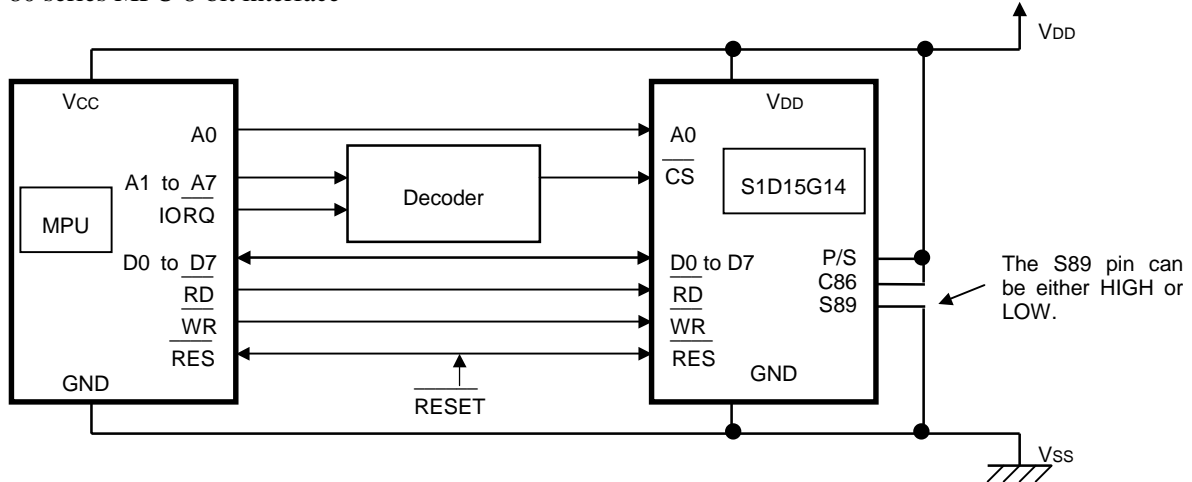 80 series MPU 8-bit interface
VDD
VCC
VDD
A0
A0
A1 to A7
CS
Decoder
S1D15G14
MPU
IORQ
D0 to D7
D0 to D7
P/S
C86
S89
The S89 pin can
be either HIGH or
LOW.
RD
RD
WR
WR
RES
RES
GND
GND
RESET
VSS